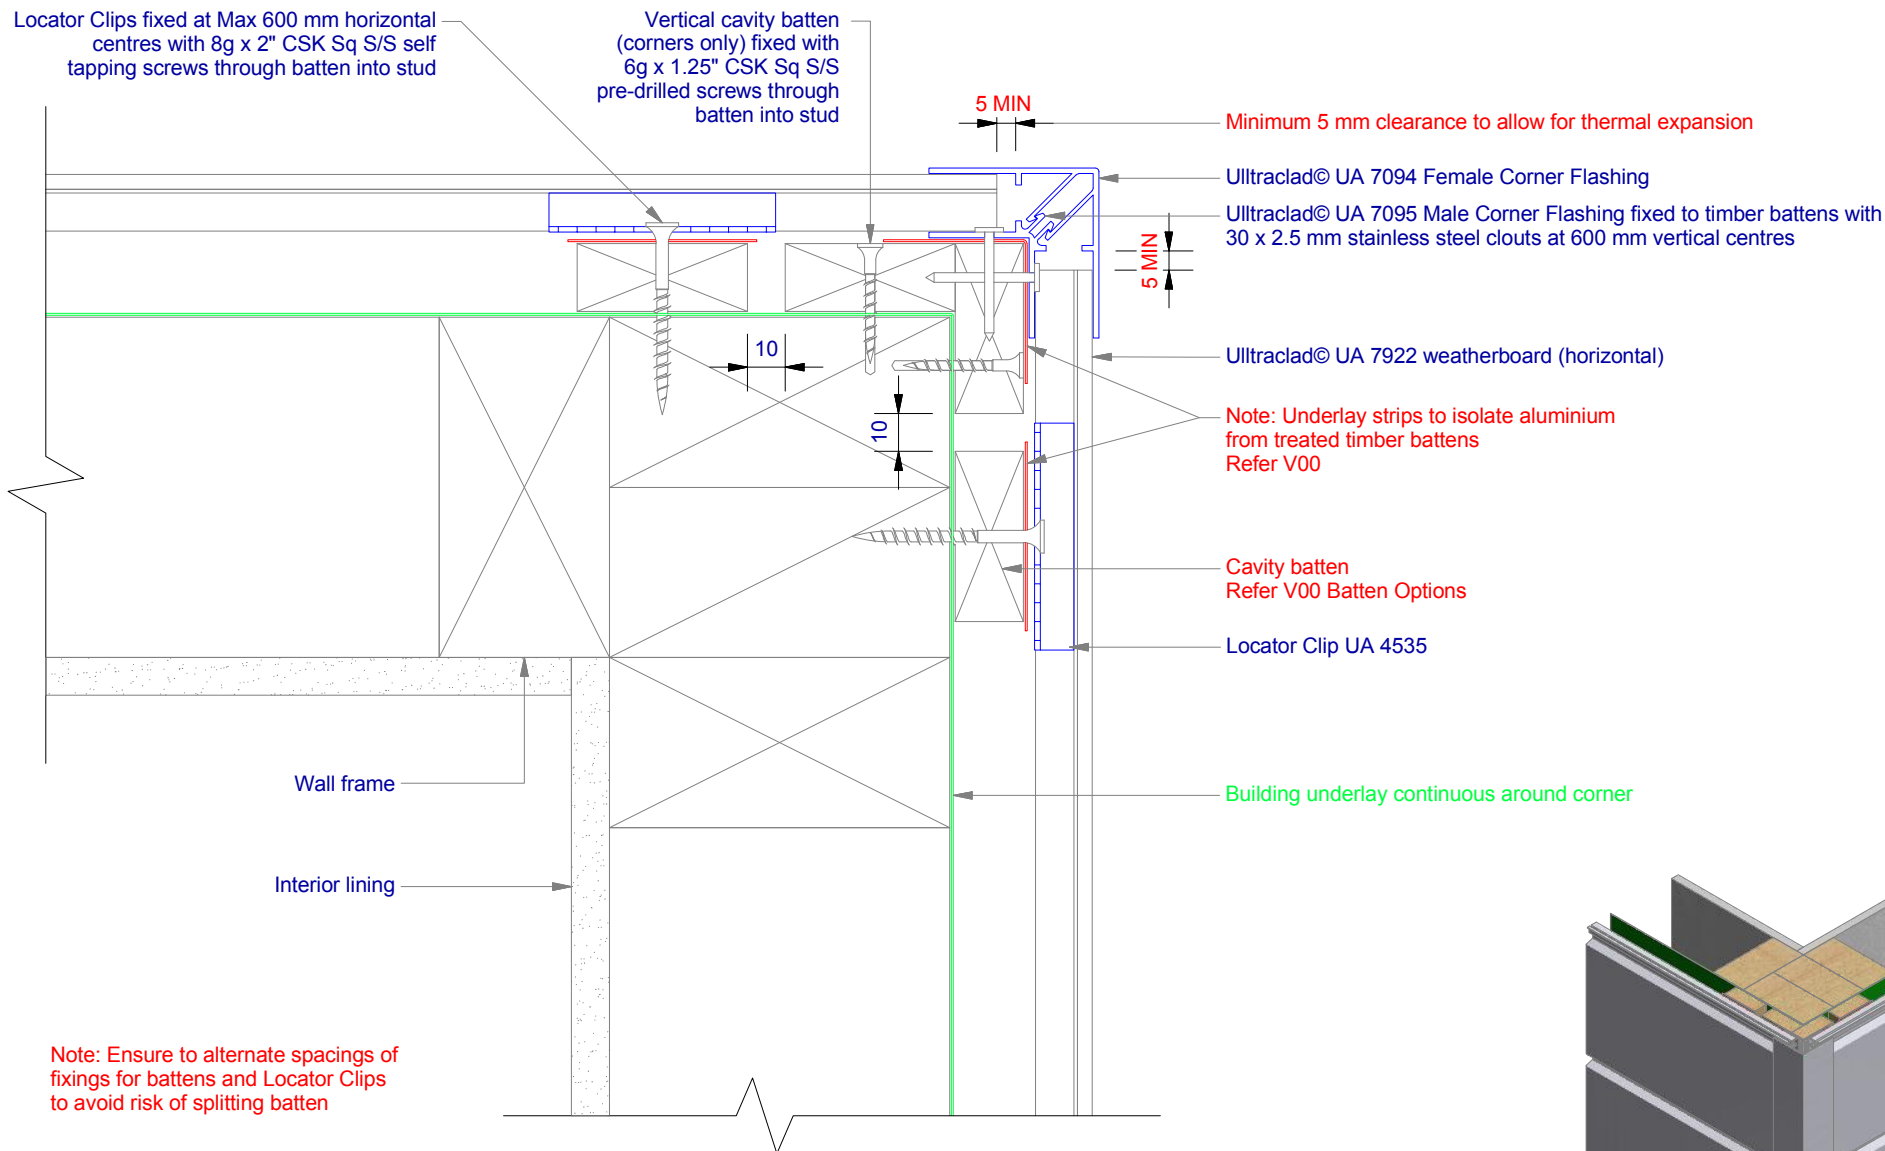 Locator Clips fixed at Max 600 mm horizontal
centres with 8g x 2" CSK Sq S/S self
tapping screws through batten into stud
Vertical cavity batten
(corners only) fixed with
6g x 1.25" CSK Sq S/S
pre-drilled screws through
batten into stud
5 MIN
Minimum 5 mm clearance to allow for thermal expansion
Ulltraclad© UA 7094 Female Corner Flashing
Ulltraclad© UA 7095 Male Corner Flashing fixed to timber battens with
30 x 2.5 mm stainless steel clouts at 600 mm vertical centres
5 MIN
10
Ulltraclad© UA 7922 weatherboard (horizontal)
10
Note: Underlay strips to isolate aluminium
from treated timber battens
Refer V00
Cavity batten
Refer V00 Batten Options
Locator Clip UA 4535
Wall frame
Building underlay continuous around corner
Interior lining
Note: Ensure to alternate spacings of
fixings for battens and Locator Clips
to avoid risk of splitting batten